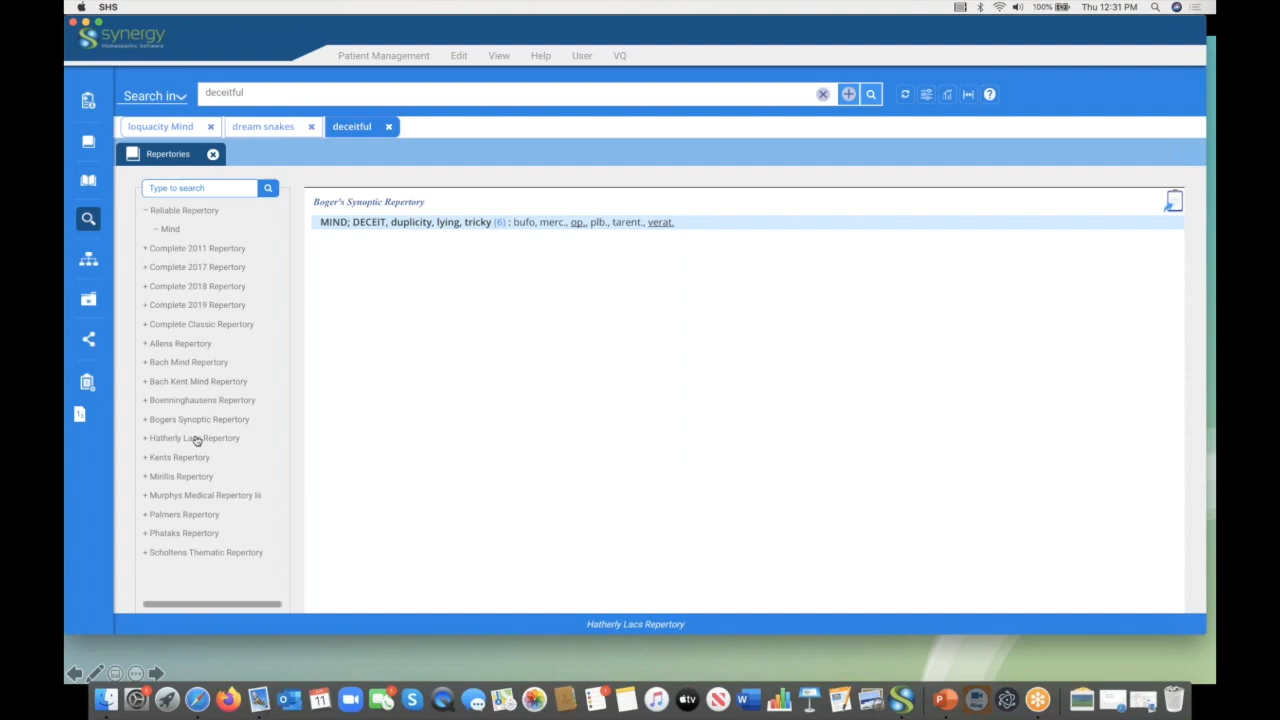 SHS
100%
Thu 12:31 PM
synergy
Homeopathic Software
Patient Management Edit View Help User VQ
Search in
deceitful
loquacity Mind
dream snakes
deceitful
Repertories
Type to search
− Reliable Repertory
− Mind
+ Complete 2011 Repertory
+ Complete 2017 Repertory
+ Complete 2018 Repertory
+ Complete 2019 Repertory
+ Complete Classic Repertory
+ Allens Repertory
+ Bach Mind Repertory
+ Bach Kent Mind Repertory
+ Boenninghausens Repertory
+ Bogers Synoptic Repertory
+ Hatherly Lacs Repertory
+ Kents Repertory
+ Mirillis Repertory
+ Murphys Medical Repertory Iii
+ Palmers Repertory
+ Phataks Repertory
+ Scholtens Thematic Repertory
Boger's Synoptic Repertory
MIND; DECEIT, duplicity, lying, tricky (6) : bufo, merc., op., plb., tarent., verat.
Hatherly Lacs Repertory